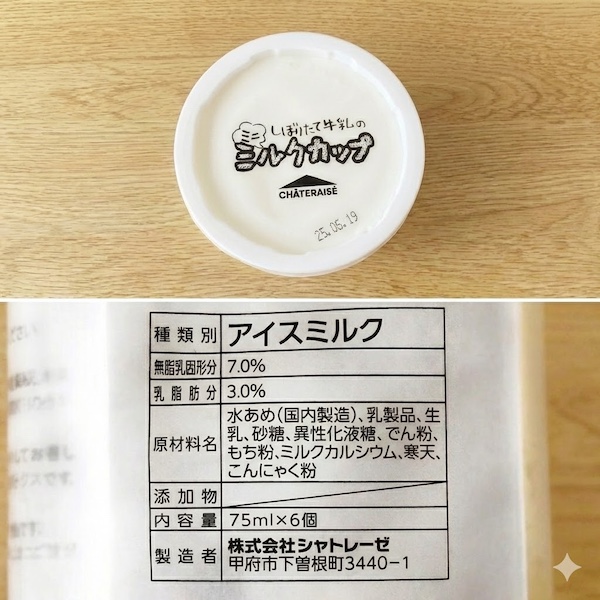 しぼりたて牛乳の
ミニ ミルクカップ
CHÂTERAISÉ
25.05.19
種類別 アイスミルク
無脂乳固形分 7.0%
乳脂肪分 3.0%
原材料名 水あめ(国内製造)、乳製品、生
乳、砂糖、異性化液糖、でん粉、
もち粉、ミルクカルシウム、寒天、
こんにゃく粉
添加物
内容量 75ml×6個
製造者 株式会社シャトレーゼ
甲府市下曽根町3440-1